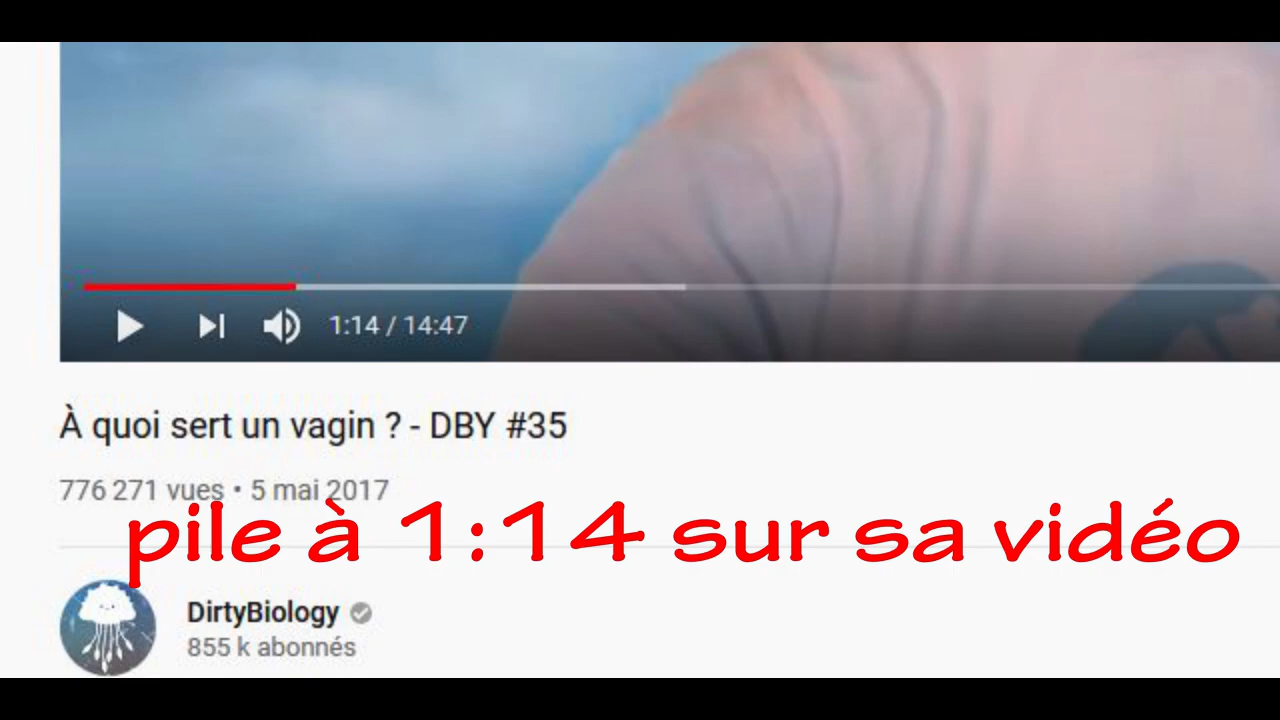 1:14 / 14:47
À quoi sert un vagin ? - DBY #35
776 271 vues • 5 mai 2017
pile à 1:14 sur sa vidéo
DirtyBiology
855 k abonnés